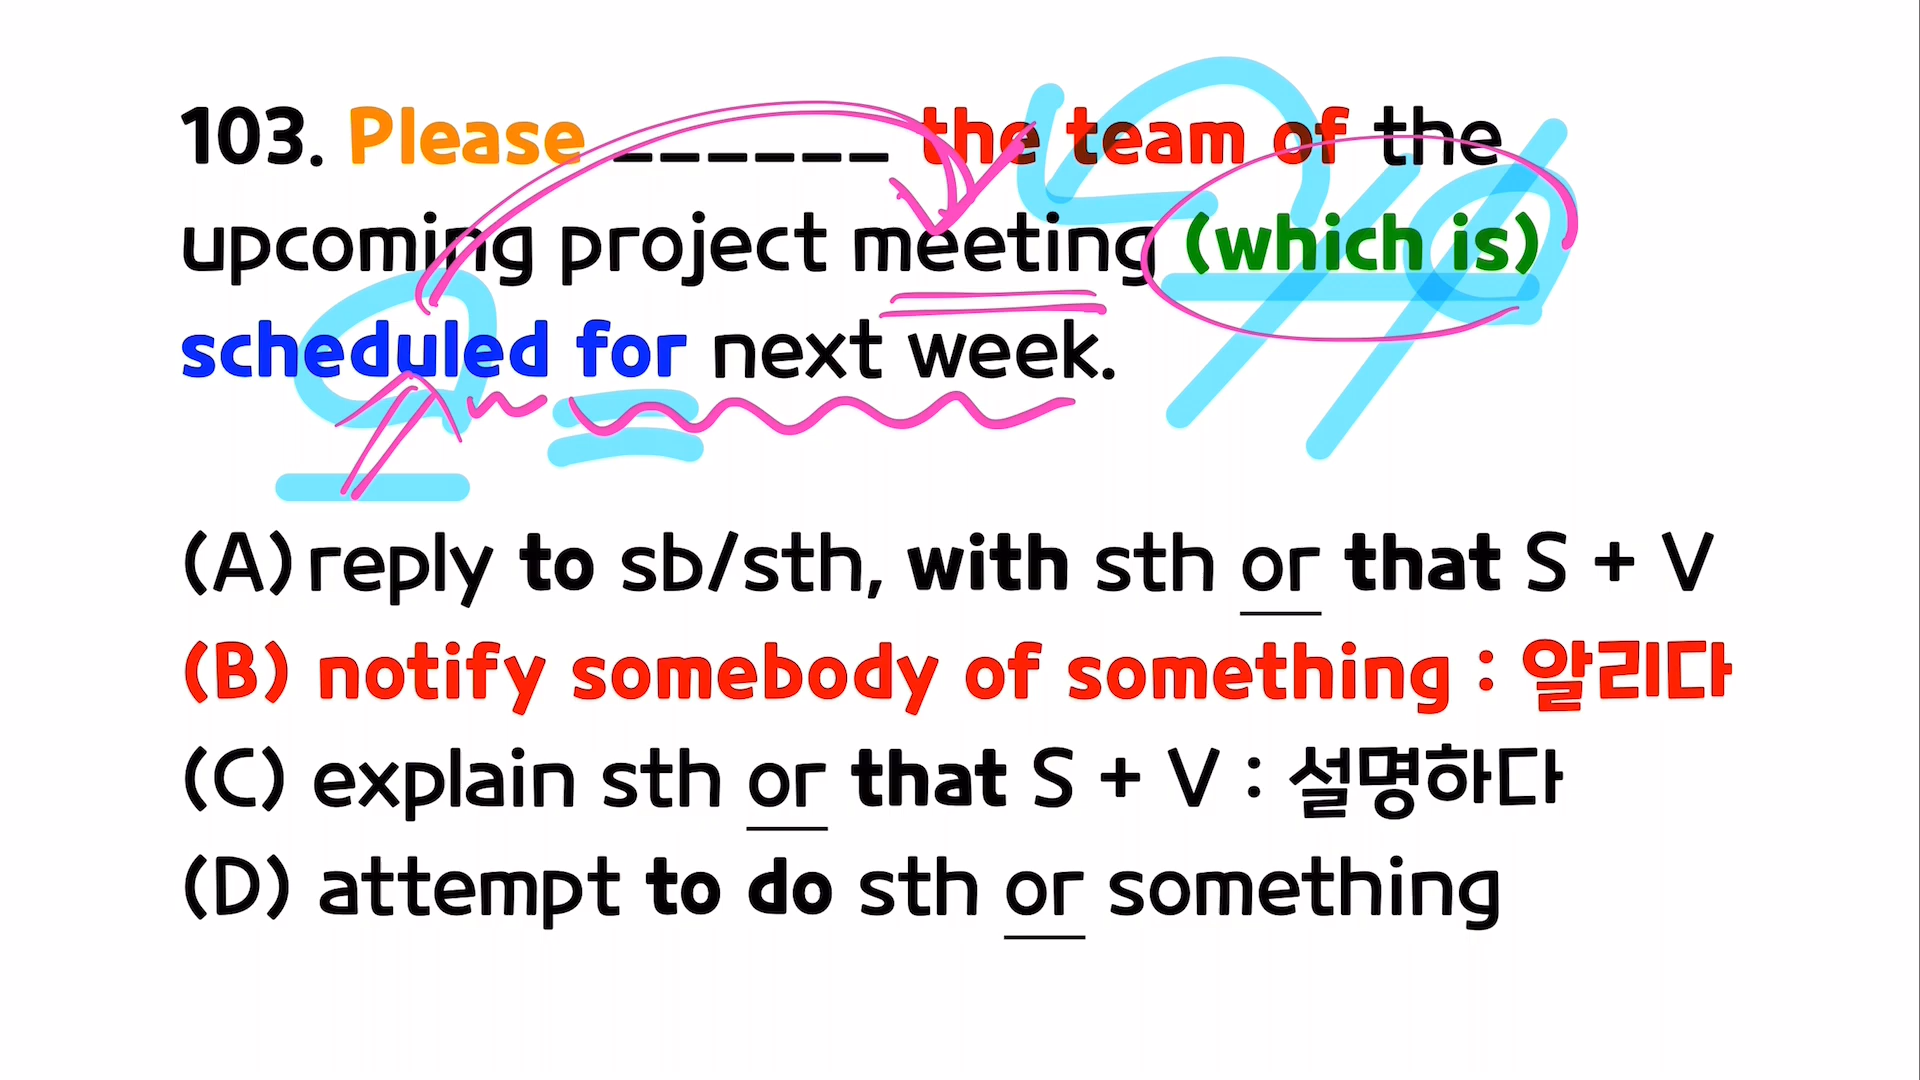 103. Please ______ the team of the
upcoming project meeting (which is)
scheduled for next week.
(A) reply to sb/sth, with sth or that S + V
(B) notify somebody of something : 알리다
(C) explain sth or that S + V : 설명하다
(D) attempt to do sth or something